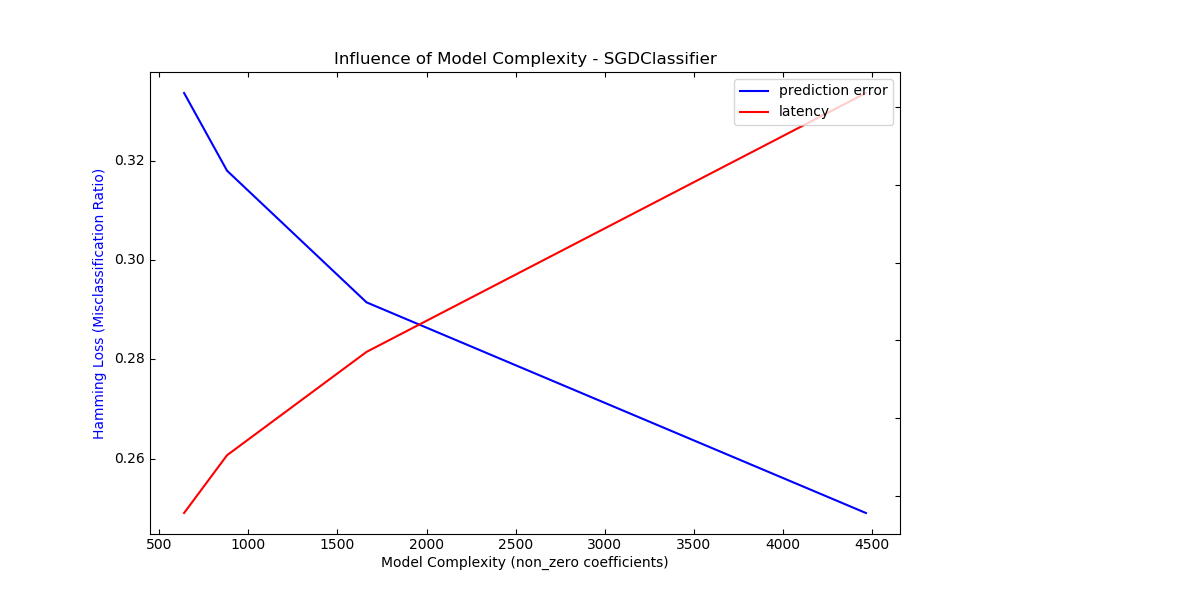 Influence of Model Complexity - SGDClassifier
prediction error
latency
Hamming Loss (Misclassification Ratio)
0.32
0.30
0.28
0.26
500 1000 1500 2000 2500 3000 3500 4000 4500
Model Complexity (non_zero coefficients)